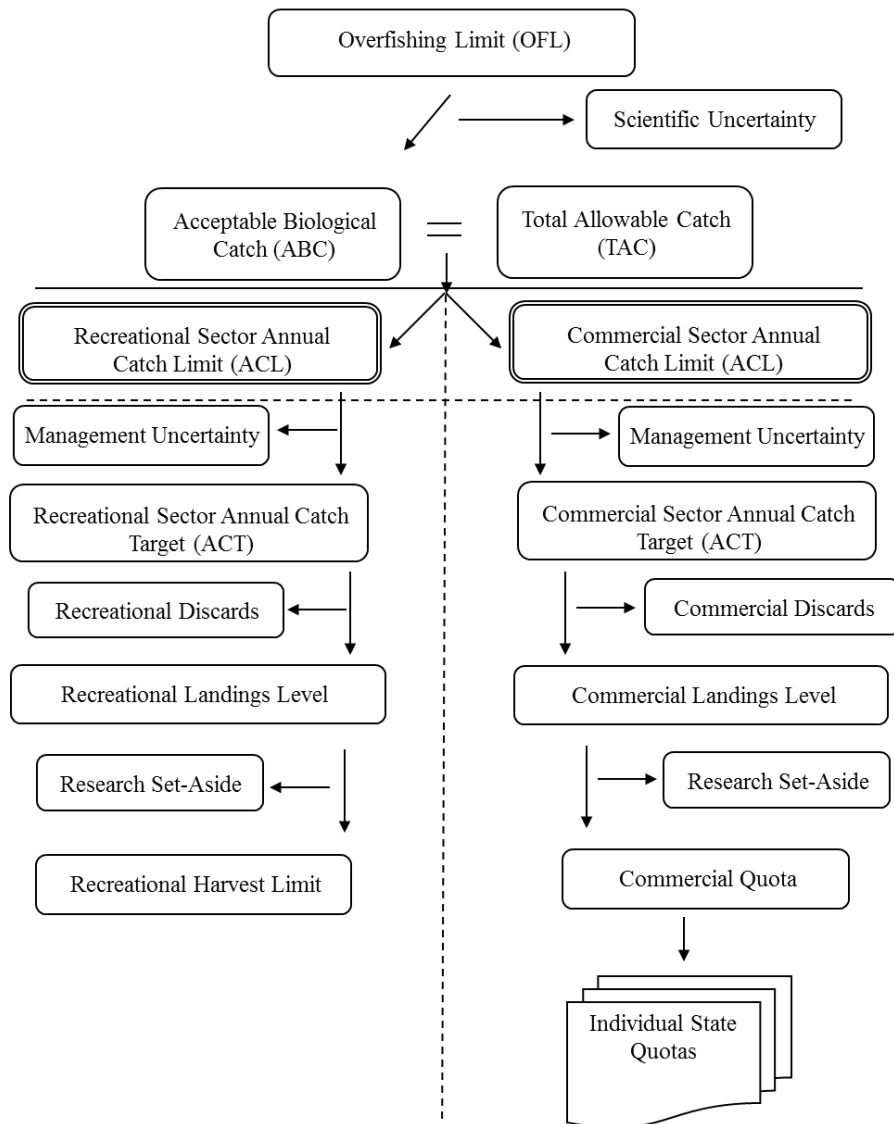 Overfishing Limit (OFL)
Scientific Uncertainty
Acceptable Biological
Catch (ABC)
Total Allowable Catch
(TAC)
Recreational Sector Annual
Catch Limit (ACL)
Commercial Sector Annual
Catch Limit (ACL)
Management Uncertainty
Management Uncertainty
Recreational Sector Annual Catch
Target (ACT)
Commercial Sector Annual Catch
Target (ACT)
Recreational Discards
Commercial Discards
Recreational Landings Level
Commercial Landings Level
Research Set-Aside
Research Set-Aside
Recreational Harvest Limit
Commercial Quota
Individual State
Quotas